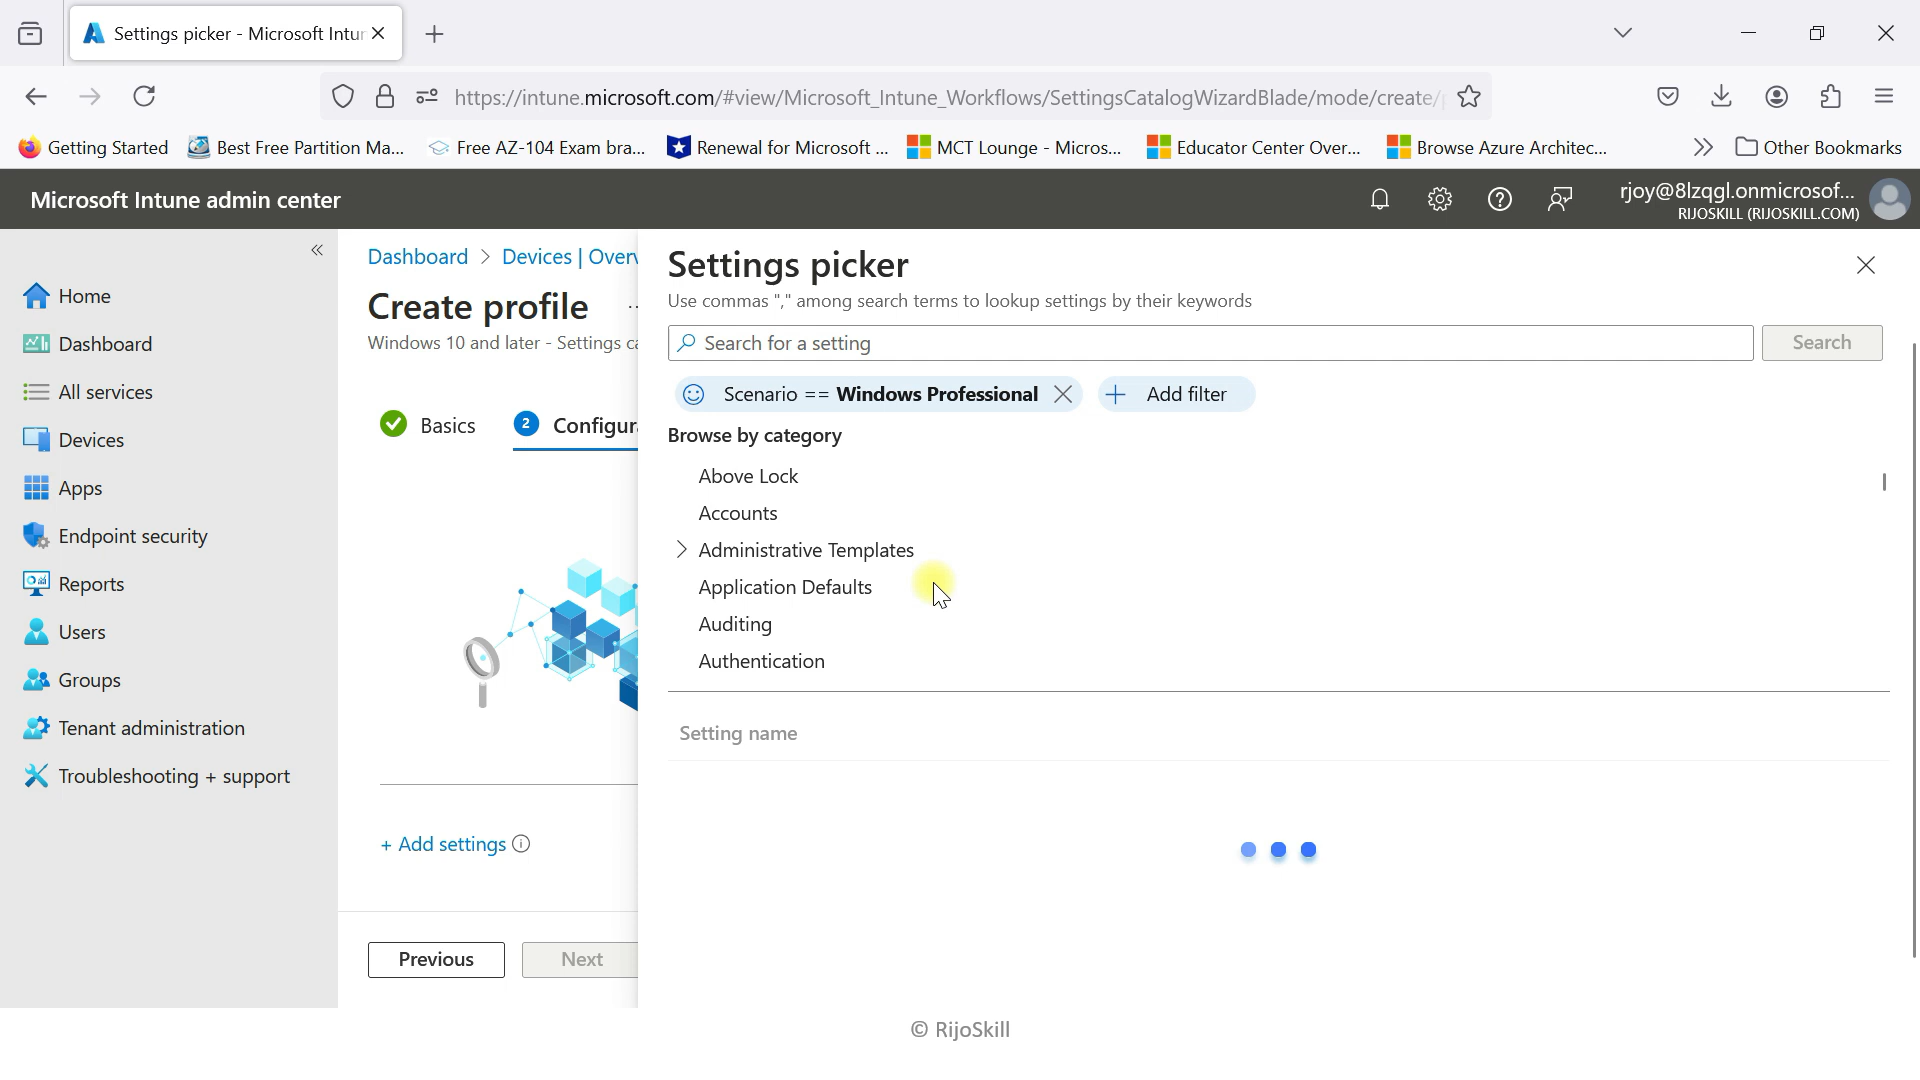 Settings picker - Microsoft Intun
https://intune.microsoft.com/#view/Microsoft_Intune_Workflows/SettingsCatalogWizardBlade/mode/create/
Getting Started
Best Free Partition Ma...
Free AZ-104 Exam bra...
Renewal for Microsoft ...
MCT Lounge - Micros...
Educator Center Over...
Browse Azure Architec...
Other Bookmarks
Microsoft Intune admin center
rjoy@8lzqgl.onmicrosof...
RIJOSKILL (RIJOSKILL.COM)
Home
Dashboard
All services
Devices
Apps
Endpoint security
Reports
Users
Groups
Tenant administration
Troubleshooting + support
Dashboard > Devices | Overv
Create profile ...
Windows 10 and later - Settings ca
Basics
2 Configura
+ Add settings
Previous
Next
Settings picker
Use commas "," among search terms to lookup settings by their keywords
Search for a setting
Search
Scenario == Windows Professional
Add filter
Browse by category
Above Lock
Accounts
Administrative Templates
Application Defaults
Auditing
Authentication
Setting name
© RijoSkill